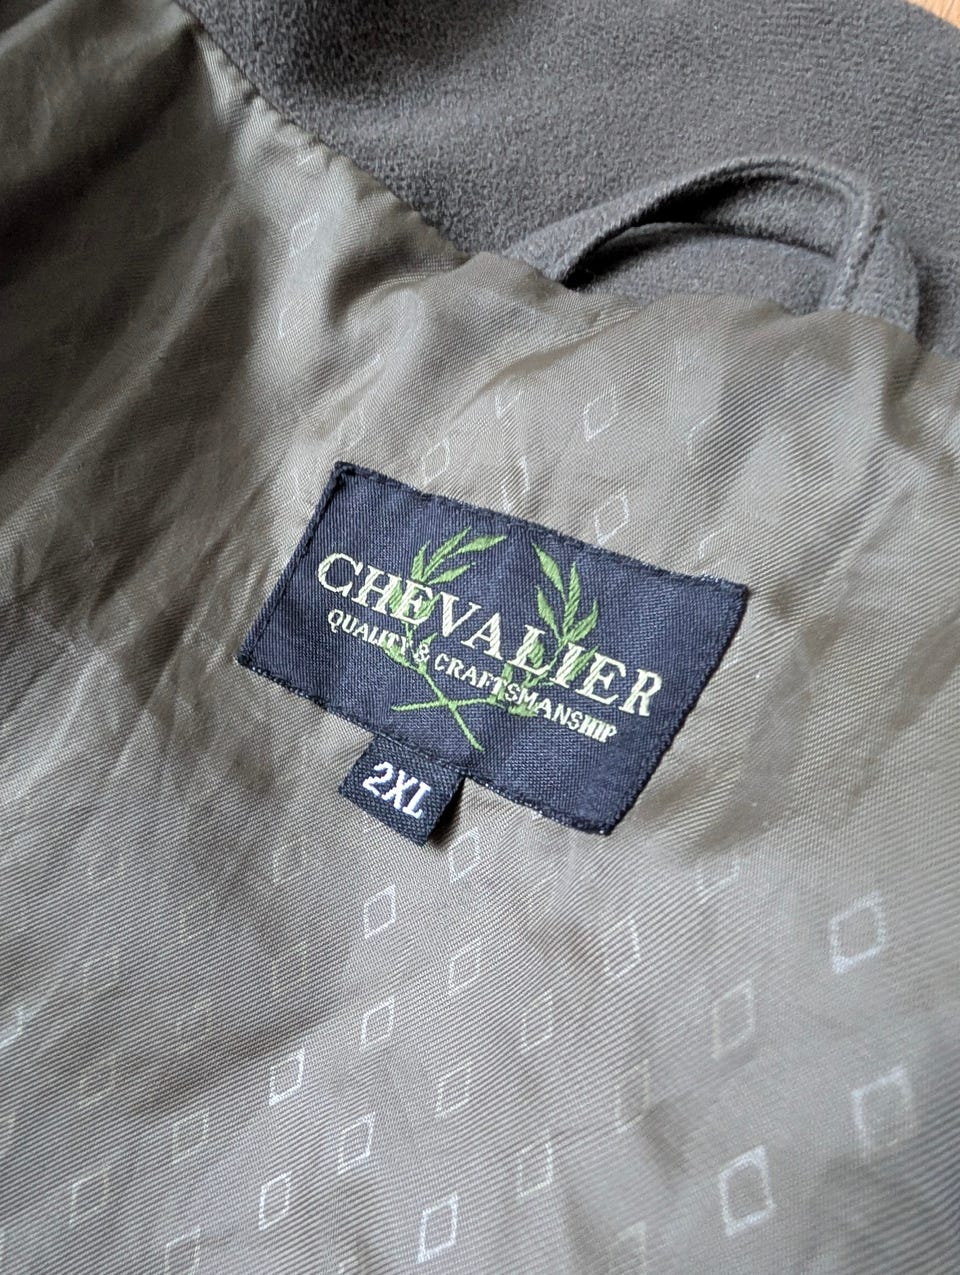 CHEVALIER
QUALITY & CRAFTSMANSHIP
2XL